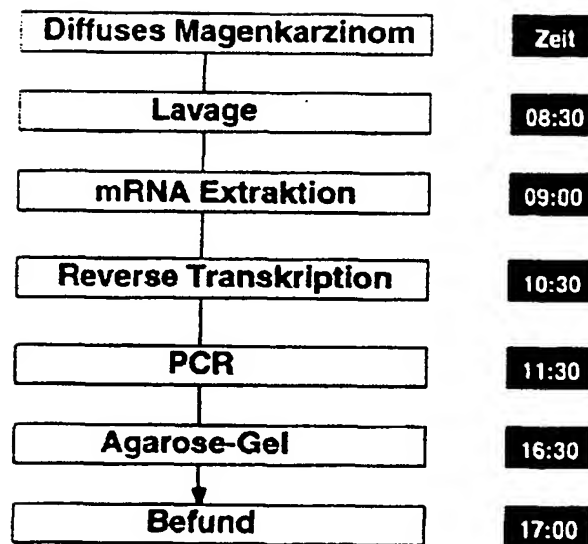 Diffuses Magenkarzinom Zeit
Lavage 08:30
mRNA Extraktion 09:00
Reverse Transkription 10:30
PCR 11:30
Agarose-Gel 16:30
Befund 17:00